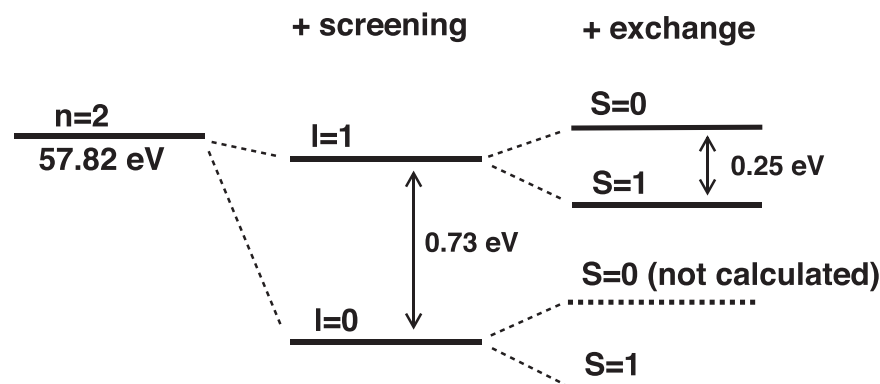 + screening
+ exchange
n=2
57.82 eV
l=1
0.73 eV
l=0
S=0
0.25 eV
S=1
S=0 (not calculated)
S=1